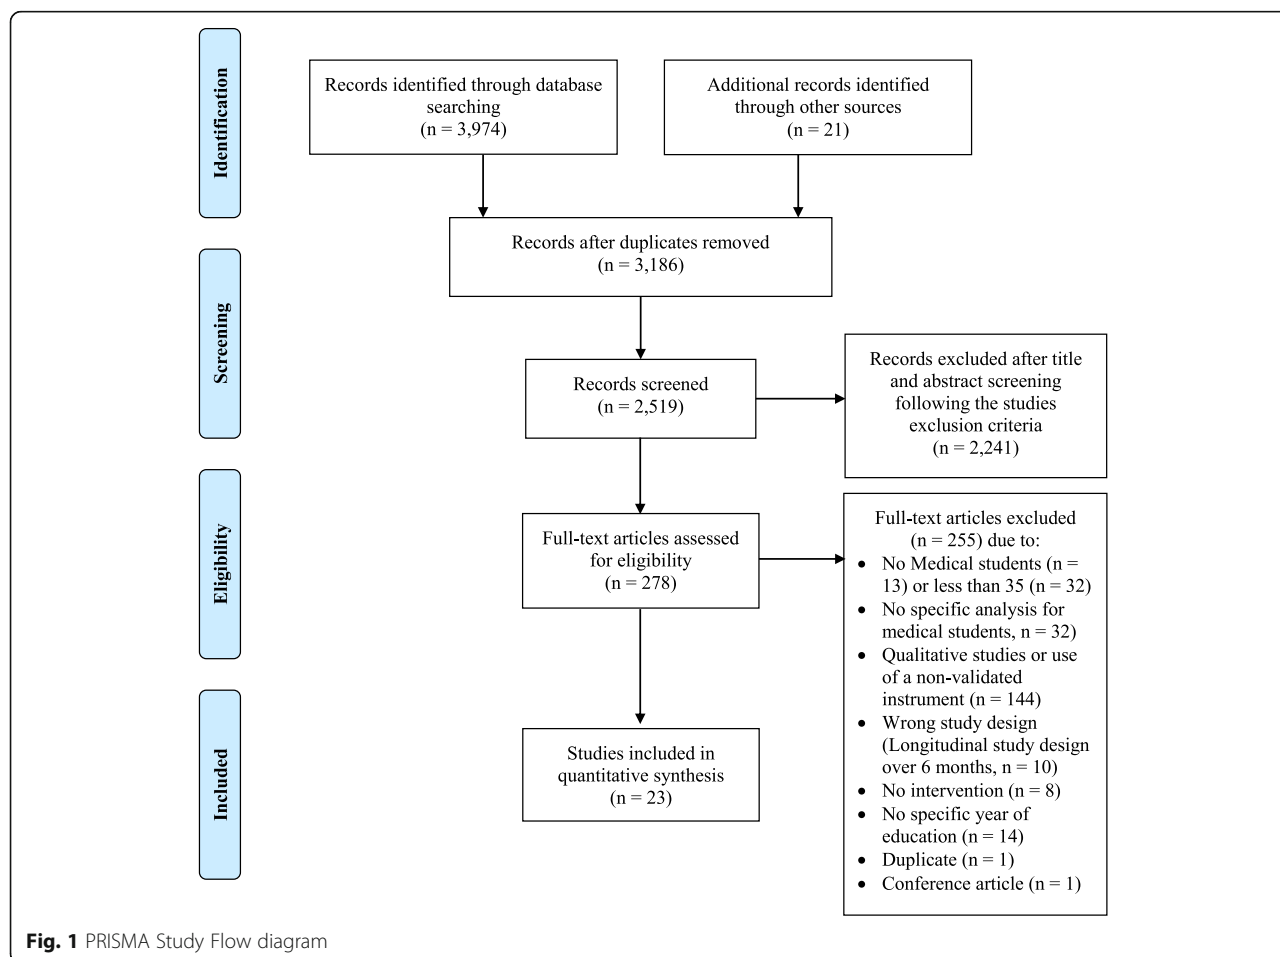 Identification
Records identified through database
searching
(n = 3,974)
Additional records identified
through other sources
(n = 21)
Records after duplicates removed
(n = 3,186)
Screening
Records screened
(n = 2,519)
Records excluded after title
and abstract screening
following the studies
exclusion criteria
(n = 2,241)
Eligibility
Full-text articles assessed
for eligibility
(n = 278)
Full-text articles excluded
(n = 255) due to:
• No Medical students (n =
13) or less than 35 (n = 32)
• No specific analysis for
medical students, n = 32)
• Qualitative studies or use
of a non-validated
instrument (n = 144)
• Wrong study design
(Longitudinal study design
over 6 months, n = 10)
• No intervention (n = 8)
• No specific year of
education (n = 14)
• Duplicate (n = 1)
• Conference article (n = 1)
Included
Studies included in
quantitative synthesis
(n = 23)
Fig. 1 PRISMA Study Flow diagram